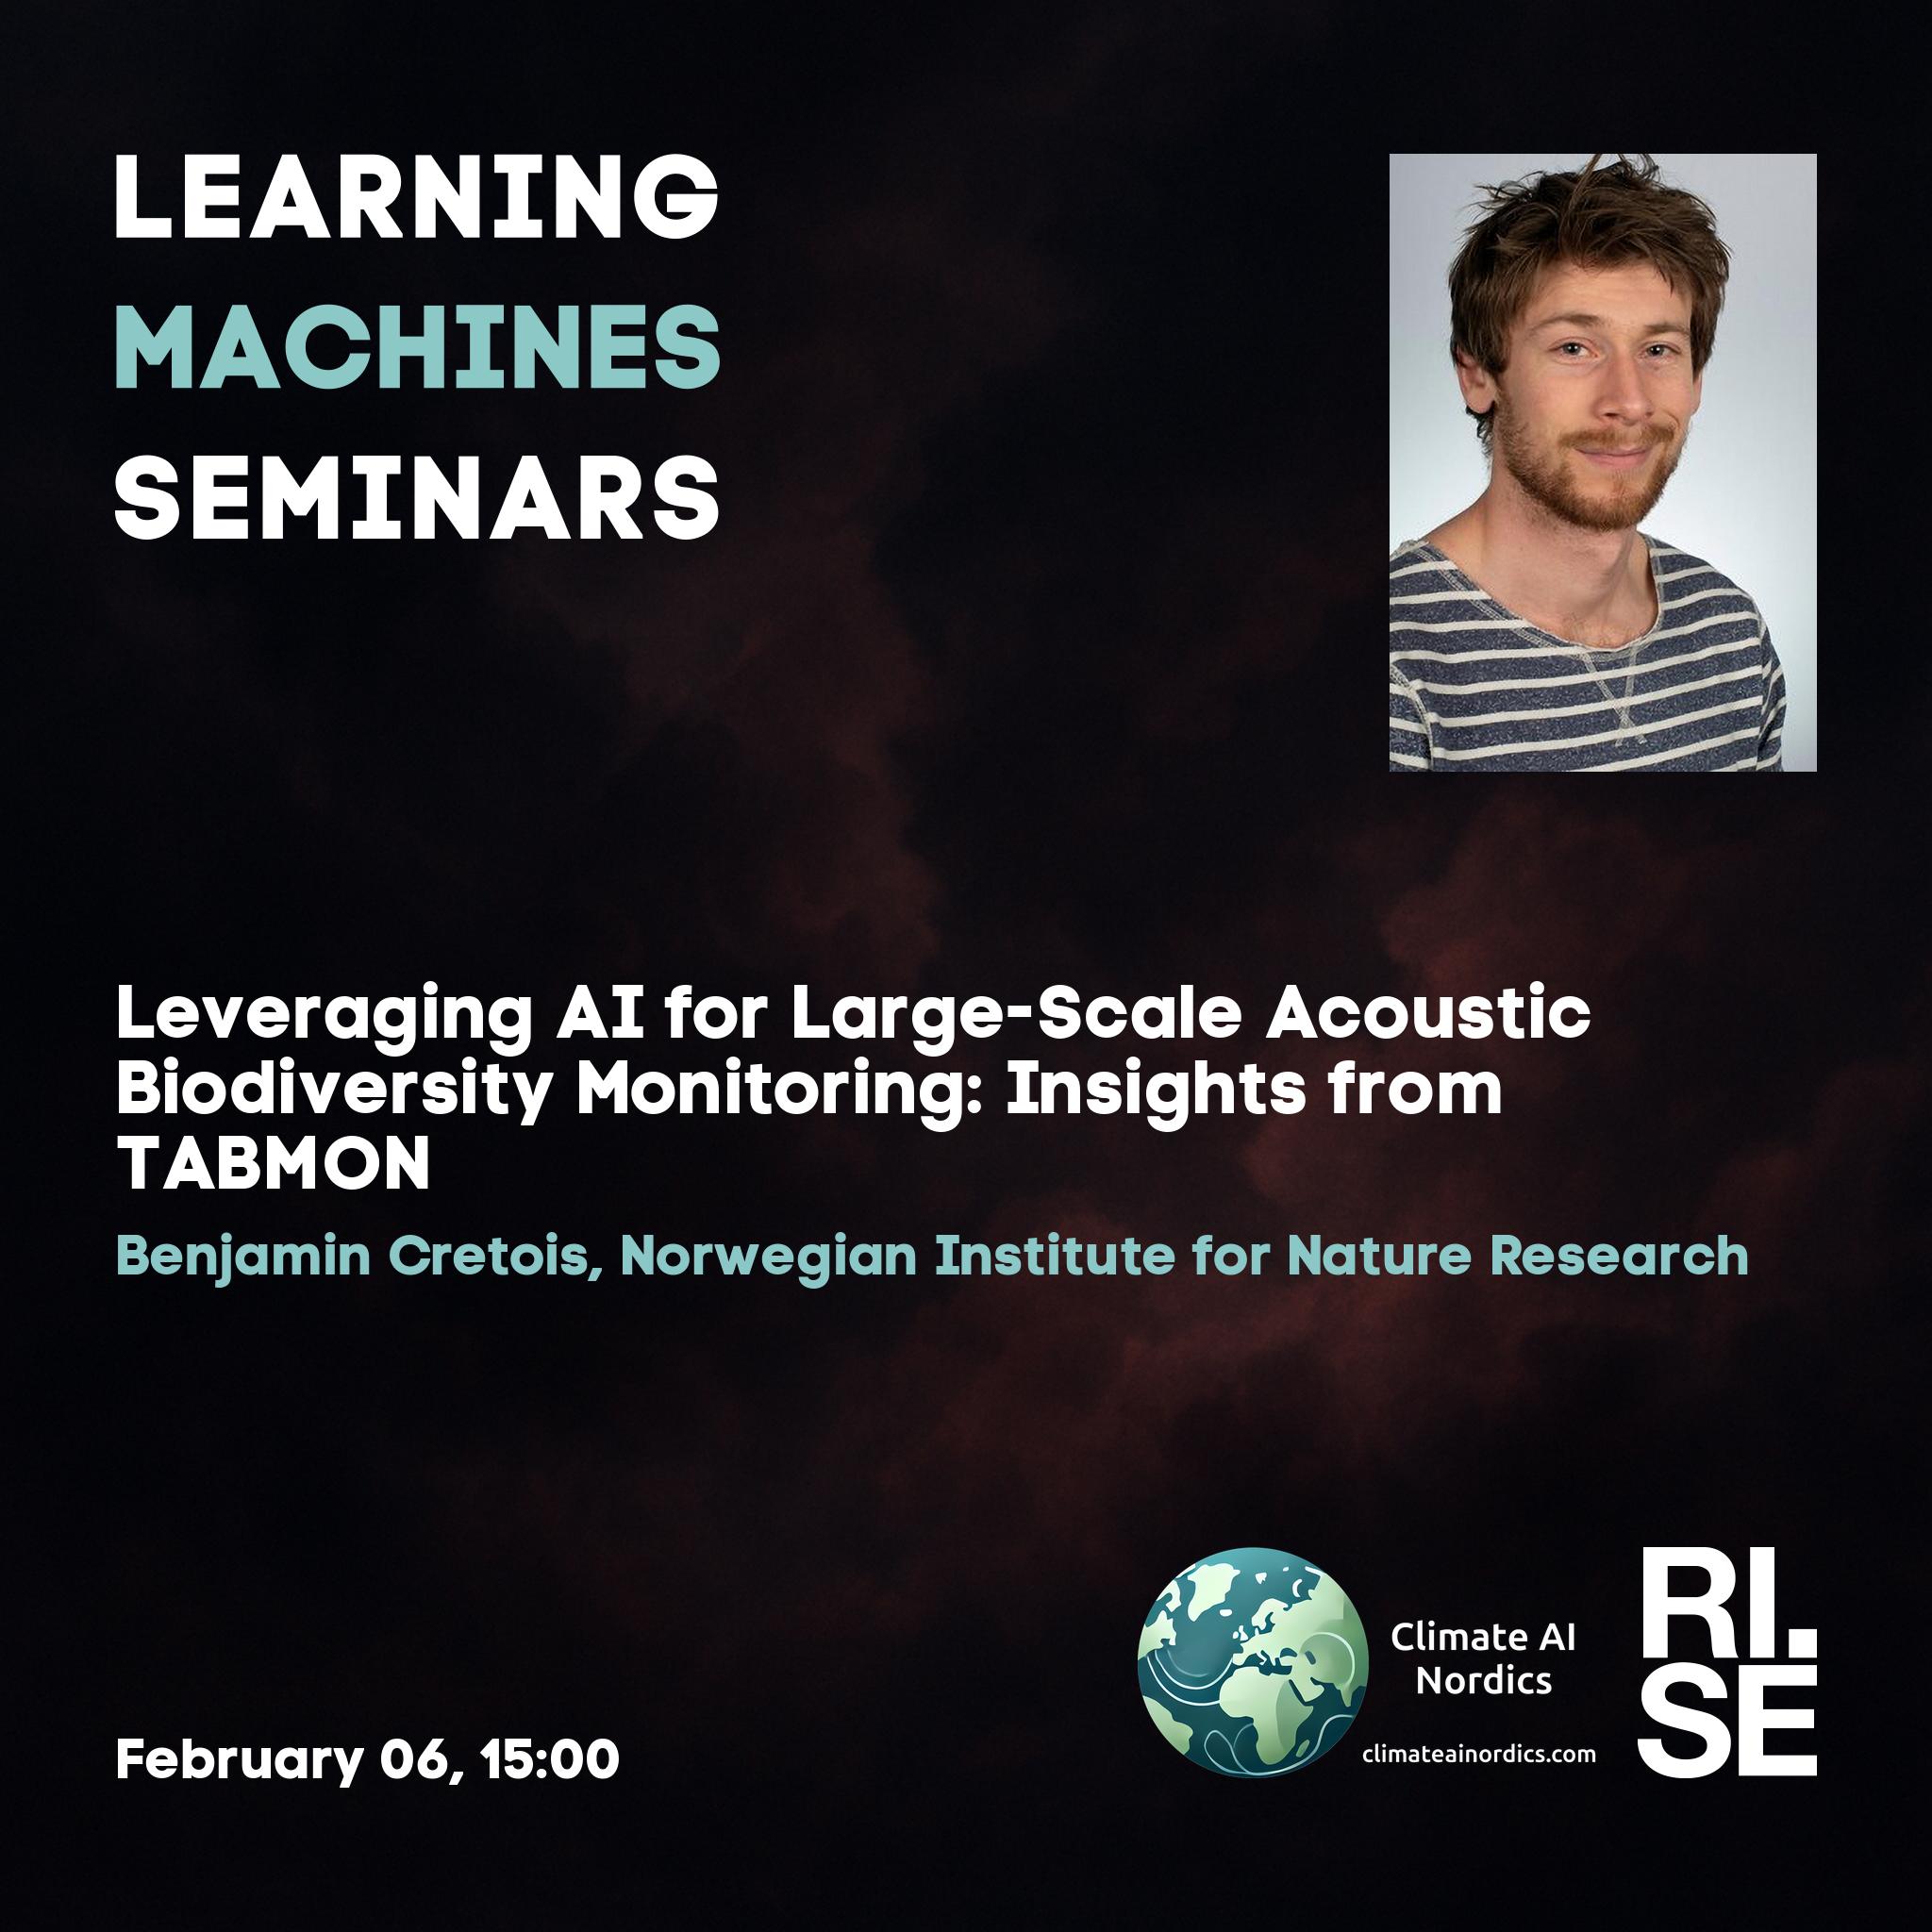 LEARNING
MACHINES
SEMINARS
Leveraging AI for Large-Scale Acoustic
Biodiversity Monitoring: Insights from
TABMON
Benjamin Cretois, Norwegian Institute for Nature Research
February 06, 15:00
Climate AI
Nordics
climateainordics.com
RI.
SE